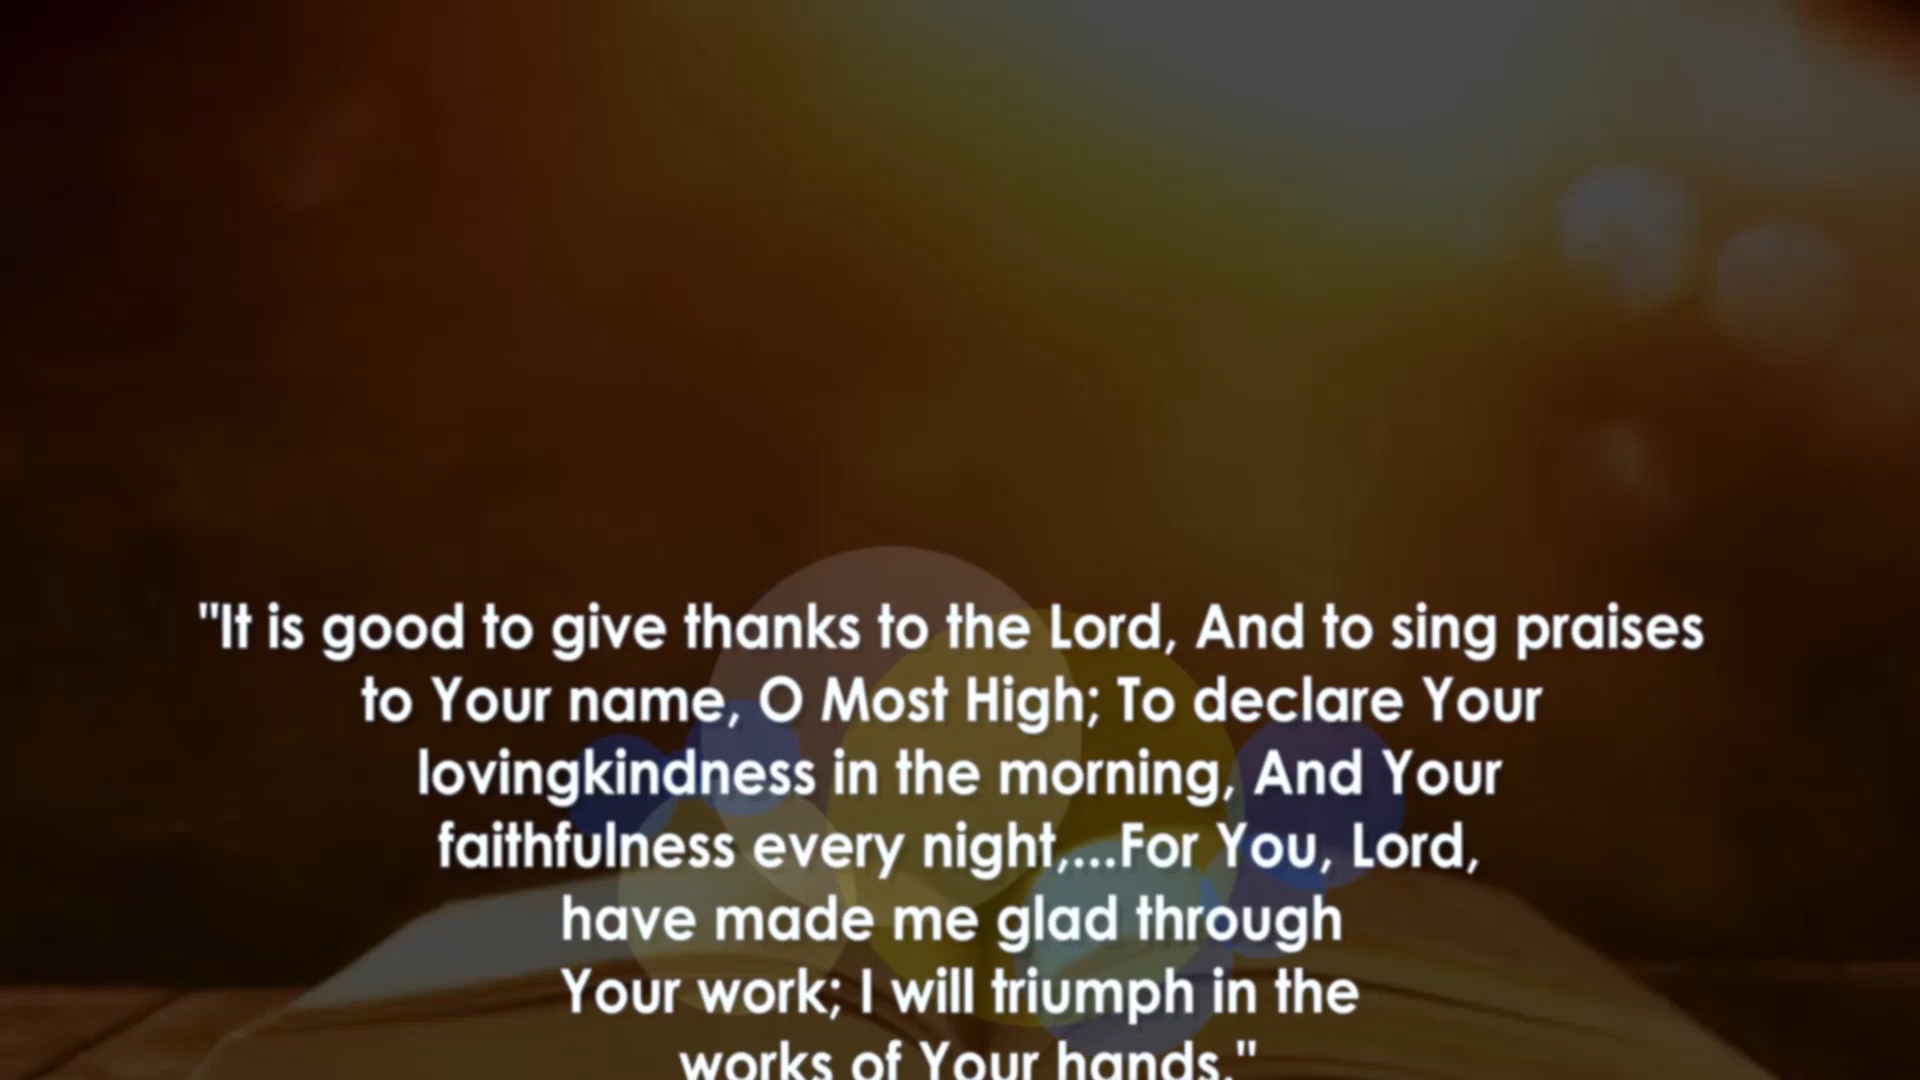 "It is good to give thanks to the Lord, And to sing praises
to Your name, O Most High; To declare Your
lovingkindness in the morning, And Your
faithfulness every night,...For You, Lord,
have made me glad through
Your work; I will triumph in the
works of Your hands."